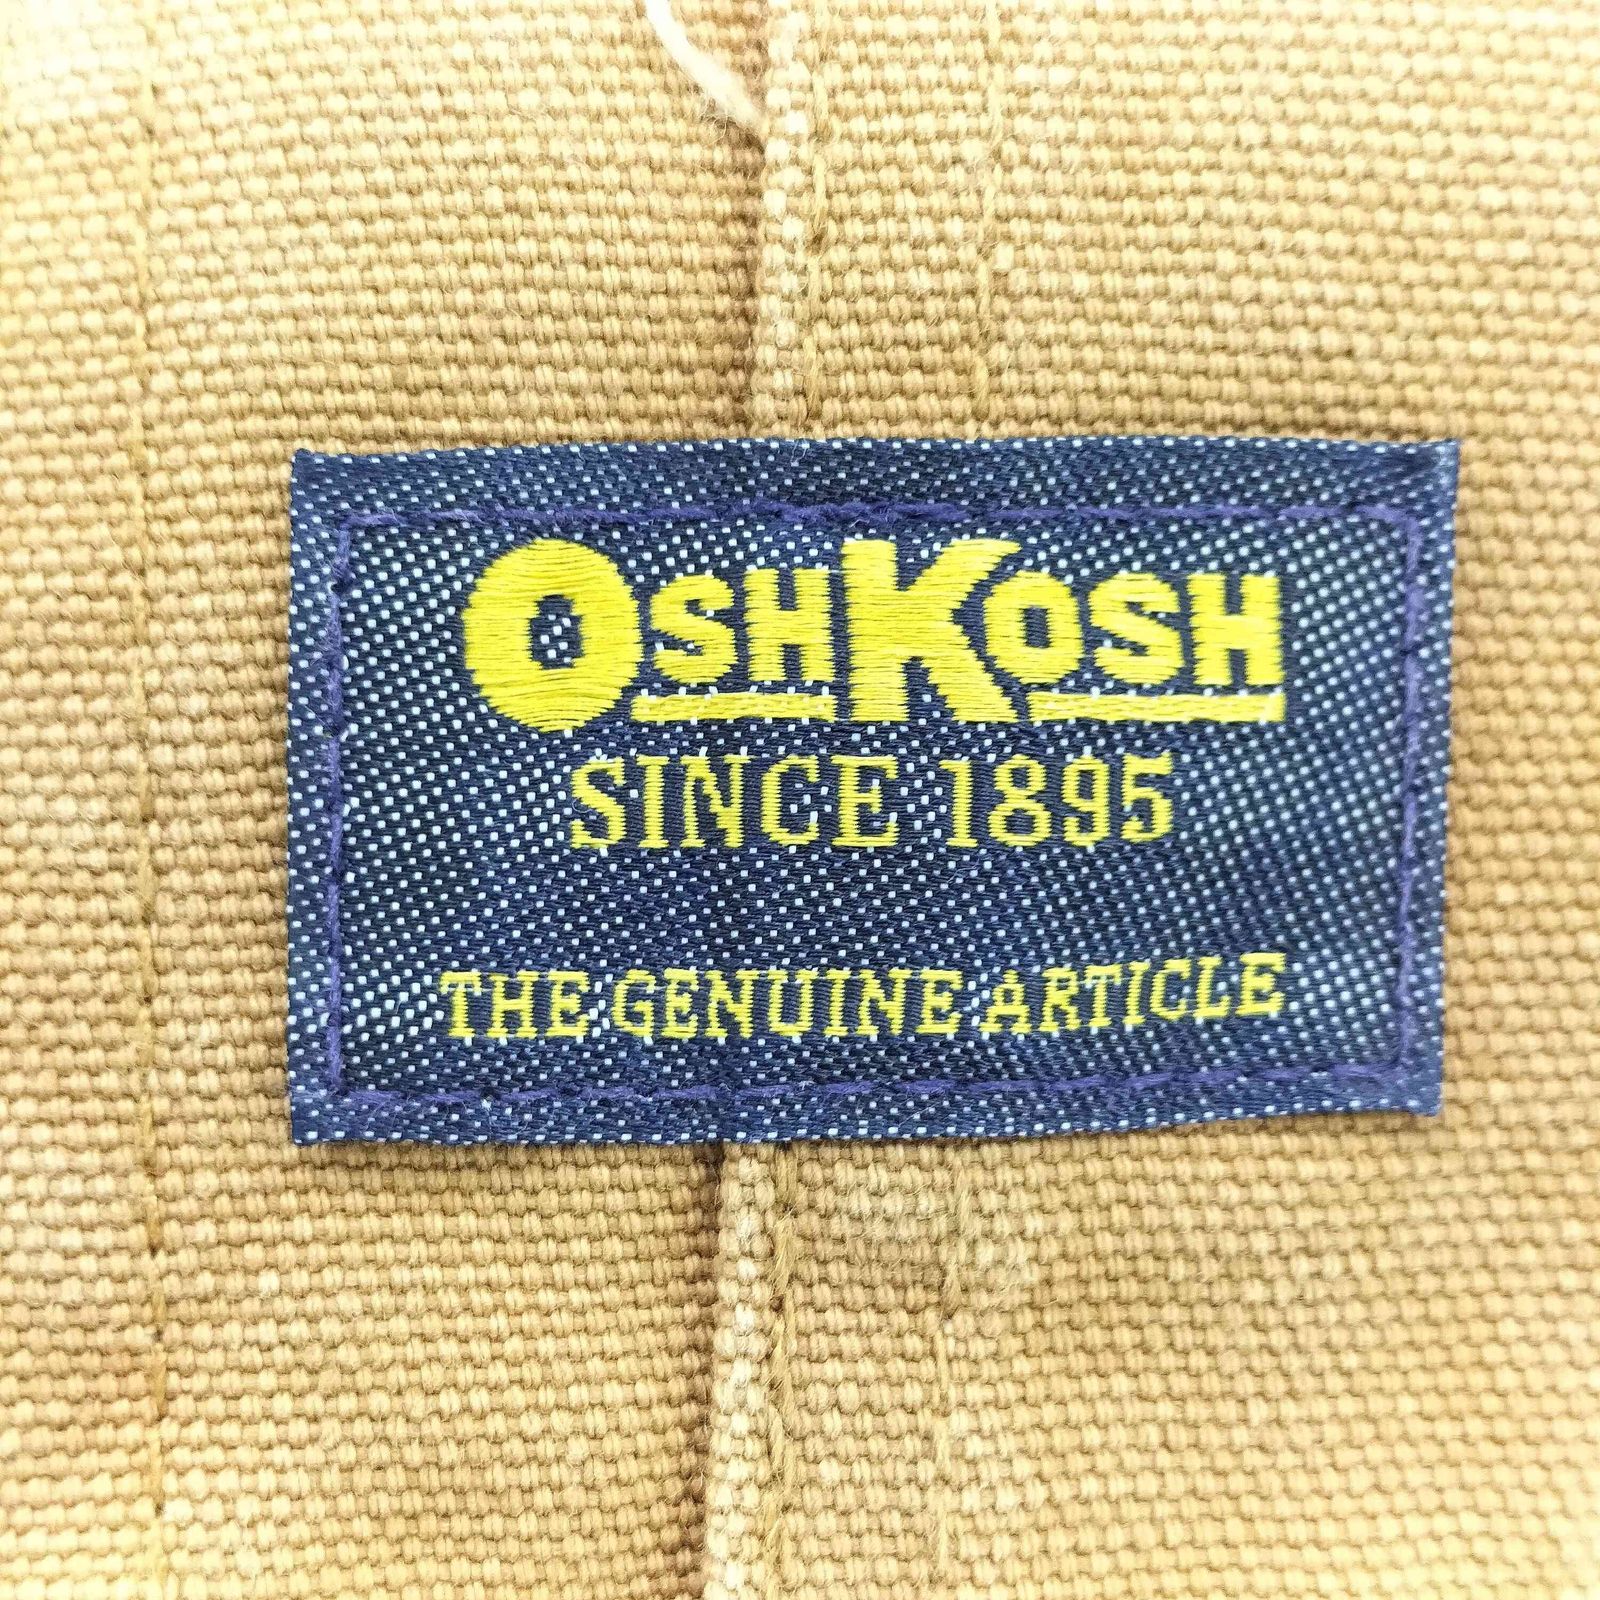 OSHKOSH
SINCE 1895
THE GENUINE ARTICLE